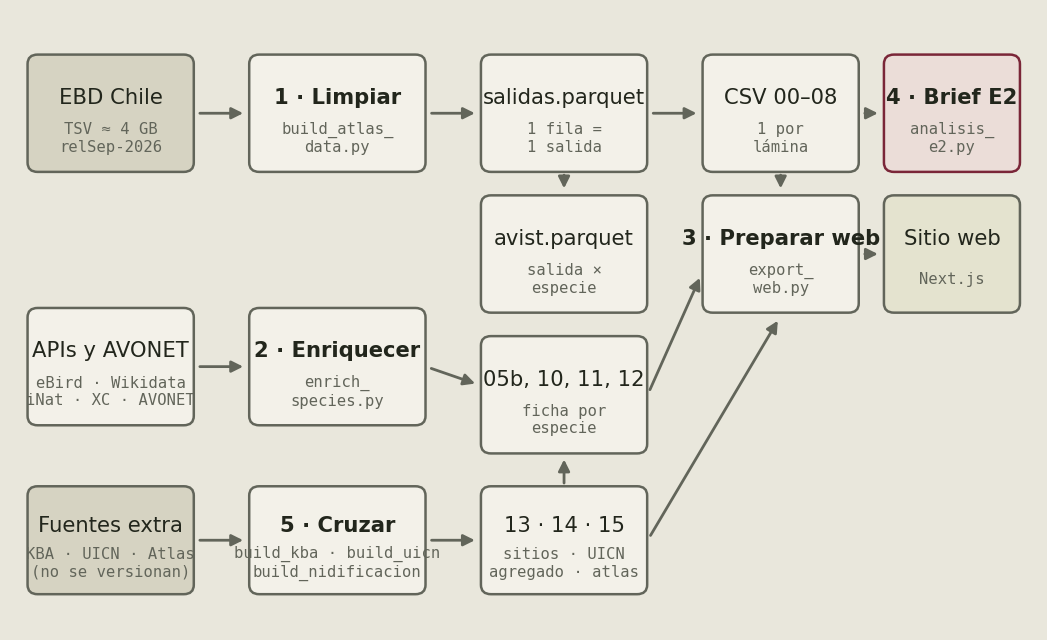 EBD Chile
TSV ≈ 4 GB
relSep-2026
1 · Limpiar
build_atlas_
data.py
salidas.parquet
1 fila =
1 salida
CSV 00–08
1 por
lámina
4 · Brief E2
analisis_
e2.py
avist.parquet
salida ×
especie
3 · Preparar web
export_
web.py
Sitio web
Next.js
APIs y AVONET
eBird · Wikidata
iNat · XC · AVONET
2 · Enriquecer
enrich_
species.py
05b, 10, 11, 12
ficha por
especie
Fuentes extra
KBA · UICN · Atlas
(no se versionan)
5 · Cruzar
build_kba · build_uicn
build_nidificacion
13 · 14 · 15
sitios · UICN
agregado · atlas